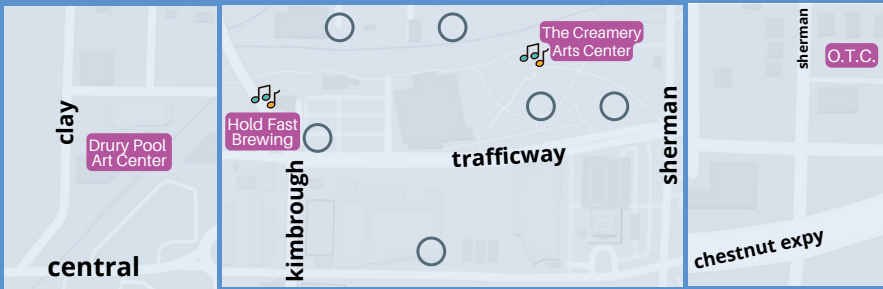 clay
Drury Pool
Art Center
central
Hold Fast
Brewing
kimbrough
The Creamery
Arts Center
trafficway
sherman
sherman
O.T.C.
chestnut expy